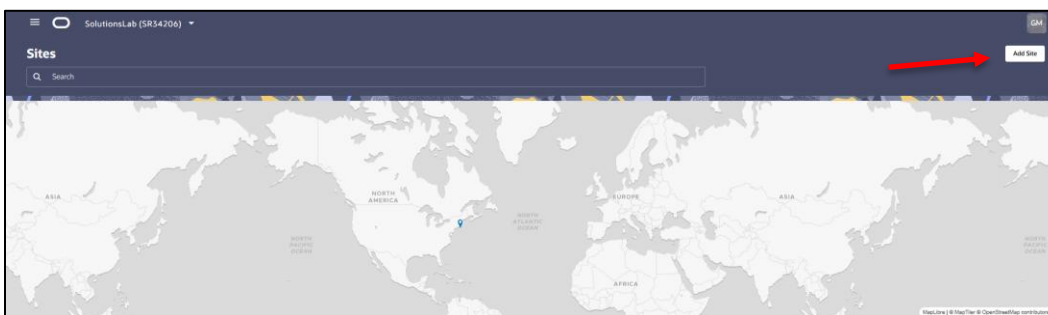 SolutionsLab (SR34206)
GM
Sites
Add Site
Search
ASIA
NORTH
AMERICA
EUROPE
ASIA
NORTH
ATLANTIC
OCEAN
NORTH
PACIFIC
OCEAN
NORTH
PACIFIC
OCEAN
AFRICA
MapLibre | © MapTiler © OpenStreetMap contributors